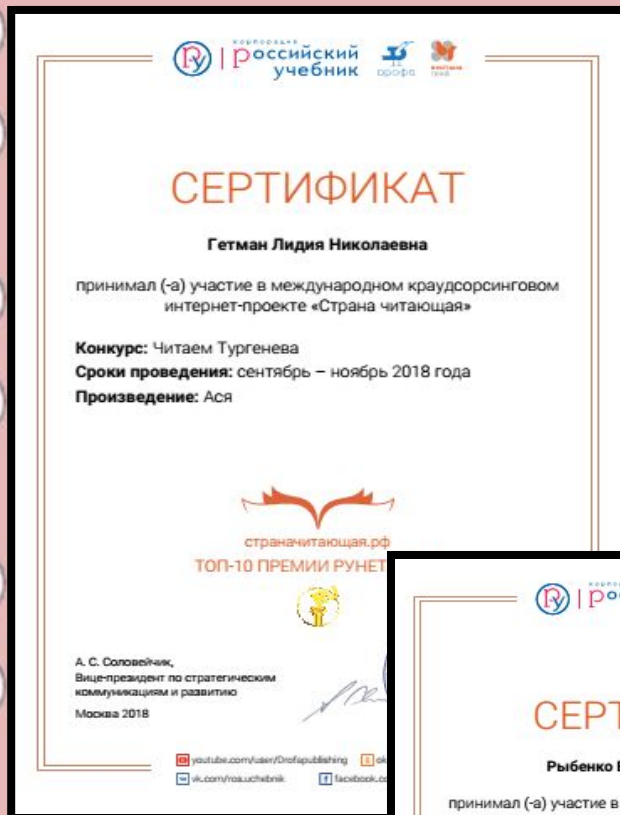 корпорация
российский
учебник
дрофа
СЕРТИФИКАТ
Гетман Лидия Николаевна
принимал (-а) участие в международном краудсорсинговом
интернет-проекте «Страна читающая»
Конкурс: Читаем Тургенева
Сроки проведения: сентябрь – ноябрь 2018 года
Произведение: Ася
страначитающая.рф
ТОП-10 ПРЕМИИ РУНЕТ
А. С. Соловейчик,
Вице-президент по стратегическим
коммуникациям и развитию
Москва 2018
youtube.com/user/Drofapublishing ok
vk.com/ros.uchebnik facebook.co
СЕРТ
Рыбенко
принимал (-а) участие в